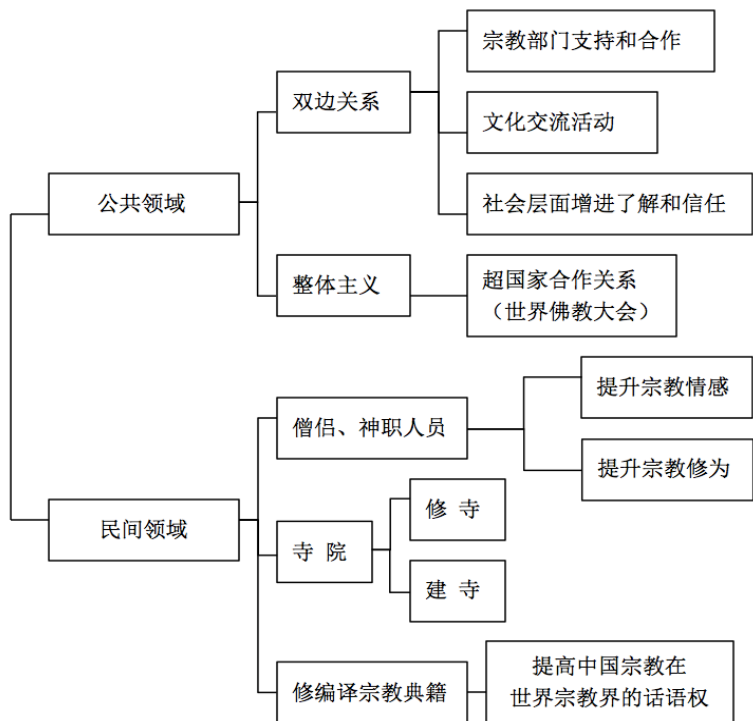 宗教部门支持和合作
双边关系
文化交流活动
公共领域
社会层面增进了解和信任
整体主义
超国家合作关系
（世界佛教大会）
提升宗教情感
僧侣、神职人员
提升宗教修为
民间领域
修 寺
寺 院
建 寺
修编译宗教典籍
提高中国宗教在
世界宗教界的话语权